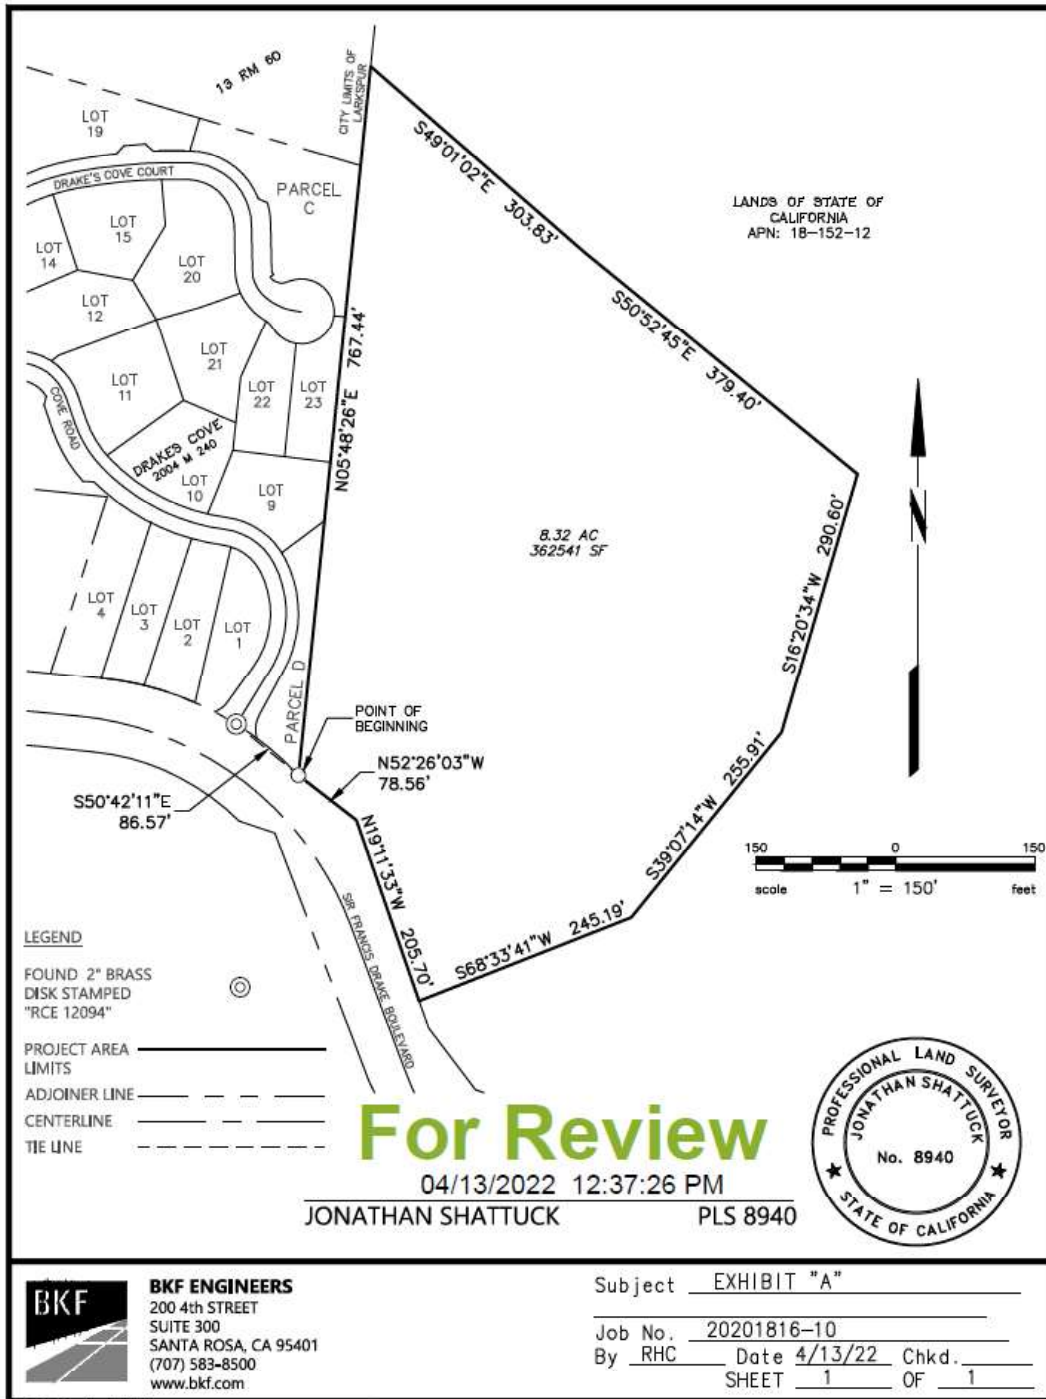 13 RM 60
CITY LIMITS OF
LARKSPUR
LOT
19
DRAKE'S COVE COURT
PARCEL
C
LOT
15
LOT
14
LOT
20
LOT
12
LOT
21
LOT
11
LOT
22
LOT
23
COVE ROAD
DRAKES COVE
2004 M 240
LOT
10
LOT
9
LOT
4
LOT
3
LOT
2
LOT
1
PARCEL D
N05°48'26"E 767.44'
S49°01'02"E 303.83'
S50°52'45"E 379.40'
LANDS OF STATE OF
CALIFORNIA
APN: 18-152-12
8.32 AC
362541 SF
N
S16°20'34"W 290.60'
S39°07'14"W 255.91'
S68°33'41"W 245.19'
N19°11'33"W 205.70'
POINT OF
BEGINNING
N52°26'03"W
78.56'
S50°42'11"E
86.57'
SIR FRANCIS DRAKE BOULEVARD
150 0 150
scale 1" = 150' feet
LEGEND
FOUND 2" BRASS
DISK STAMPED
"RCE 12094"
PROJECT AREA
LIMITS
ADJOINER LINE
CENTERLINE
TIE LINE
For Review
04/13/2022 12:37:26 PM
JONATHAN SHATTUCK PLS 8940
PROFESSIONAL LAND SURVEYOR
JONATHAN SHATTUCK
No. 8940
STATE OF CALIFORNIA
BKF
BKF ENGINEERS
200 4th STREET
SUITE 300
SANTA ROSA, CA 95401
(707) 583-8500
www.bkf.com
Subject EXHIBIT "A"
Job No. 20201816-10
By RHC Date 4/13/22 Chkd.
SHEET 1 OF 1